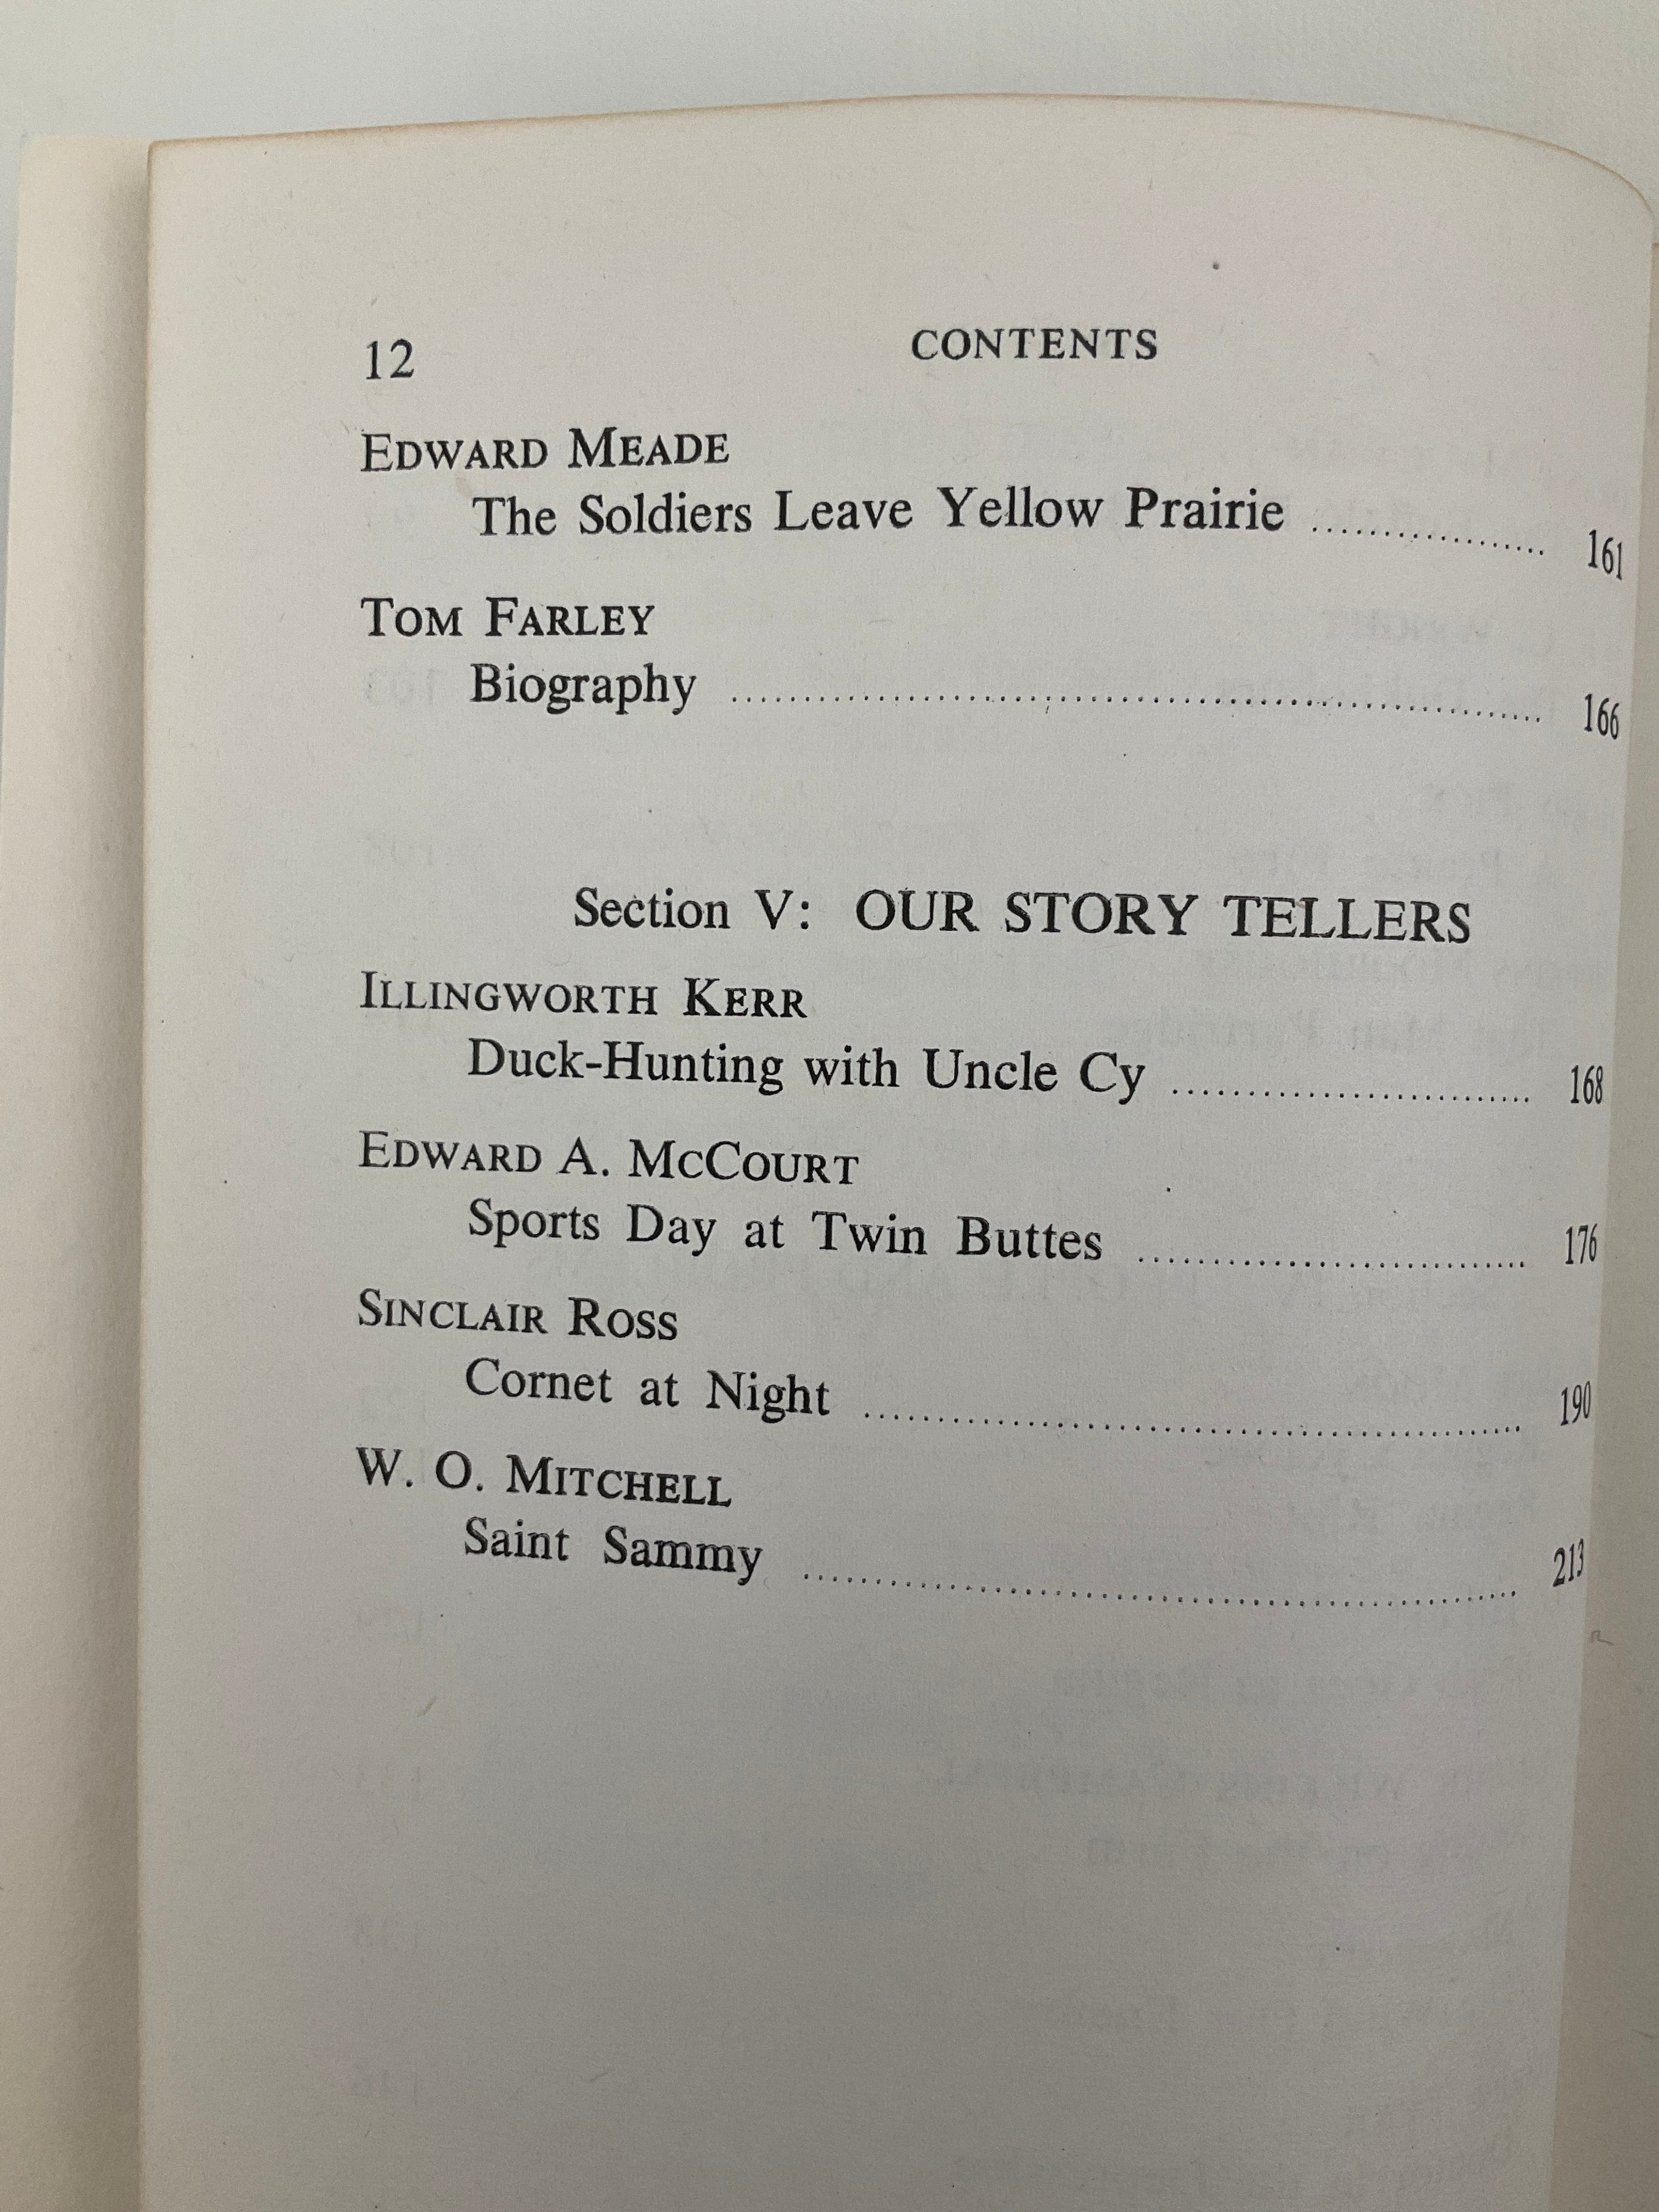 12 CONTENTS
EDWARD MEADE
The Soldiers Leave Yellow Prairie .................. 161
TOM FARLEY
Biography .................. 166
Section V: OUR STORY TELLERS
ILLINGWORTH KERR
Duck-Hunting with Uncle Cy .................. 168
EDWARD A. MCCOURT
Sports Day at Twin Buttes .................. 176
SINCLAIR ROSS
Cornet at Night .................. 190
W. O. MITCHELL
Saint Sammy .................. 213